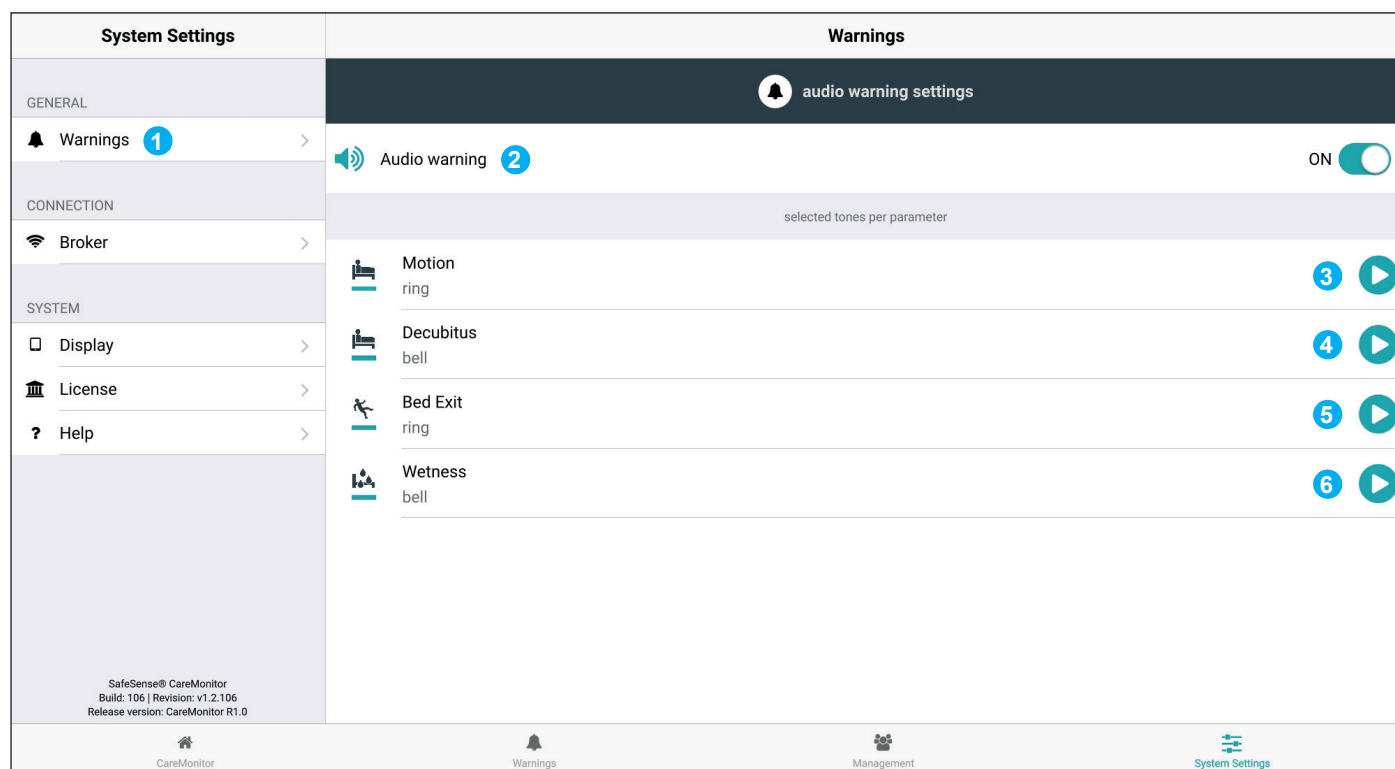 System Settings
Warnings
GENERAL
Warnings 1
CONNECTION
Broker
SYSTEM
Display
License
? Help
SafeSense® CareMonitor
Build: 106 | Revision: v1.2.106
Release version: CareMonitor R1.0
audio warning settings
Audio warning 2 ON
selected tones per parameter
Motion
ring
3
Decubitus
bell
4
Bed Exit
ring
5
Wetness
bell
6
CareMonitor
Warnings
Management
System Settings